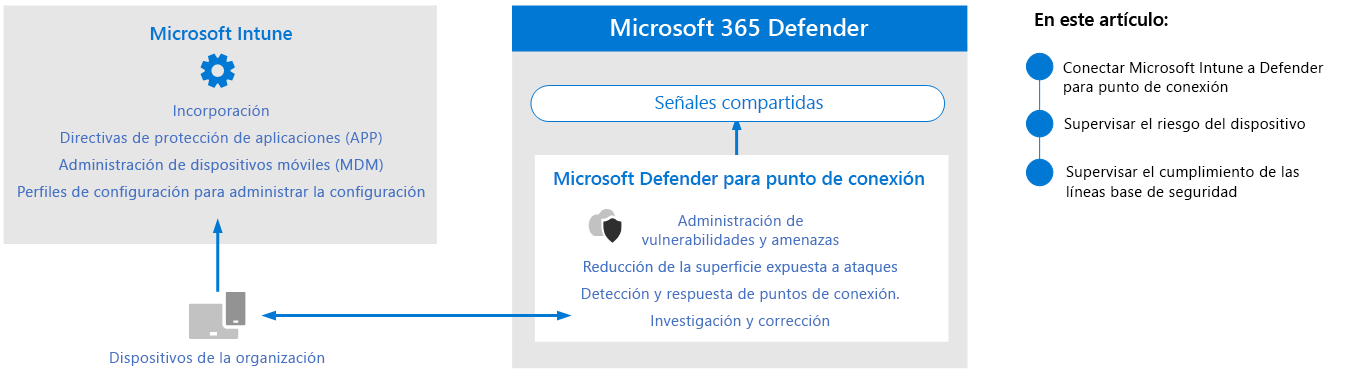 Microsoft Intune
Incorporación
Directivas de protección de aplicaciones (APP)
Administración de dispositivos móviles (MDM)
Perfiles de configuración para administrar la configuración
Dispositivos de la organización
Microsoft 365 Defender
Señales compartidas
Microsoft Defender para punto de conexión
Administración de
vulnerabilidades y amenazas
Reducción de la superficie expuesta a ataques
Detección y respuesta de puntos de conexión.
Investigación y corrección
En este artículo:
Conectar Microsoft Intune a Defender
para punto de conexión
Supervisar el riesgo del dispositivo
Supervisar el cumplimiento de las
líneas base de seguridad